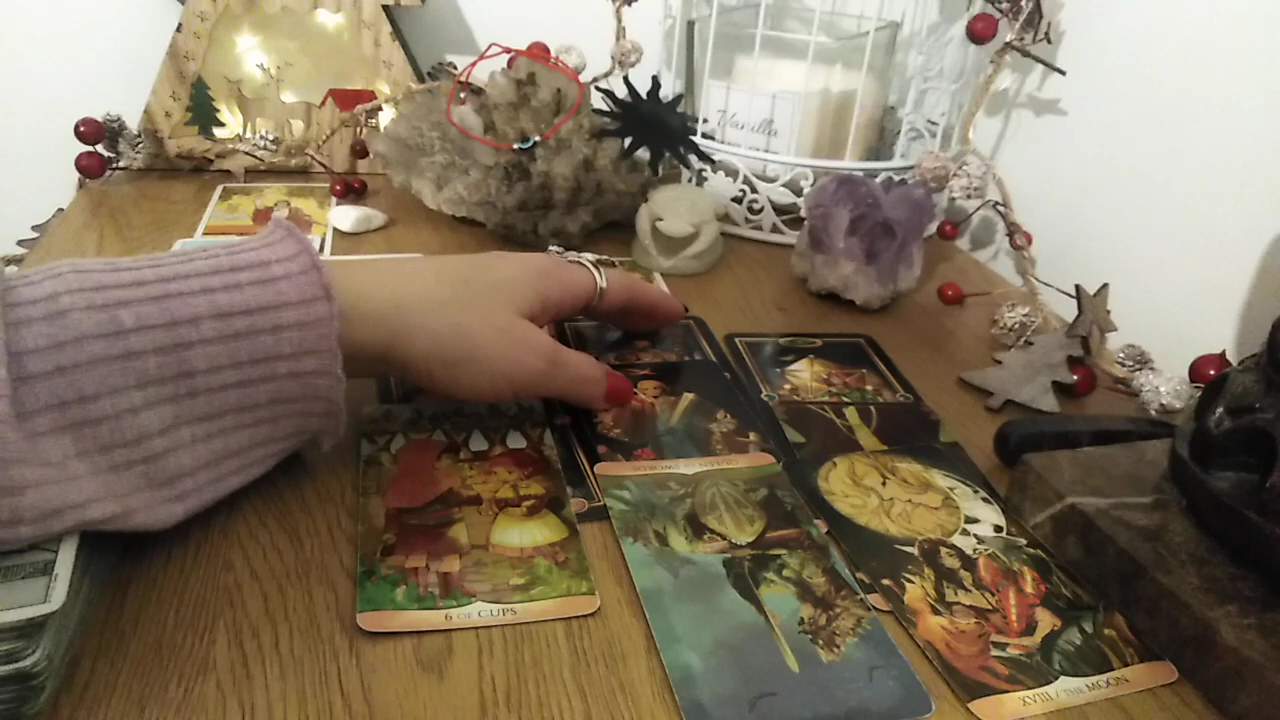 Vanilla
QUEEN OF SWORDS
6 OF CUPS
XVIII / THE MOON